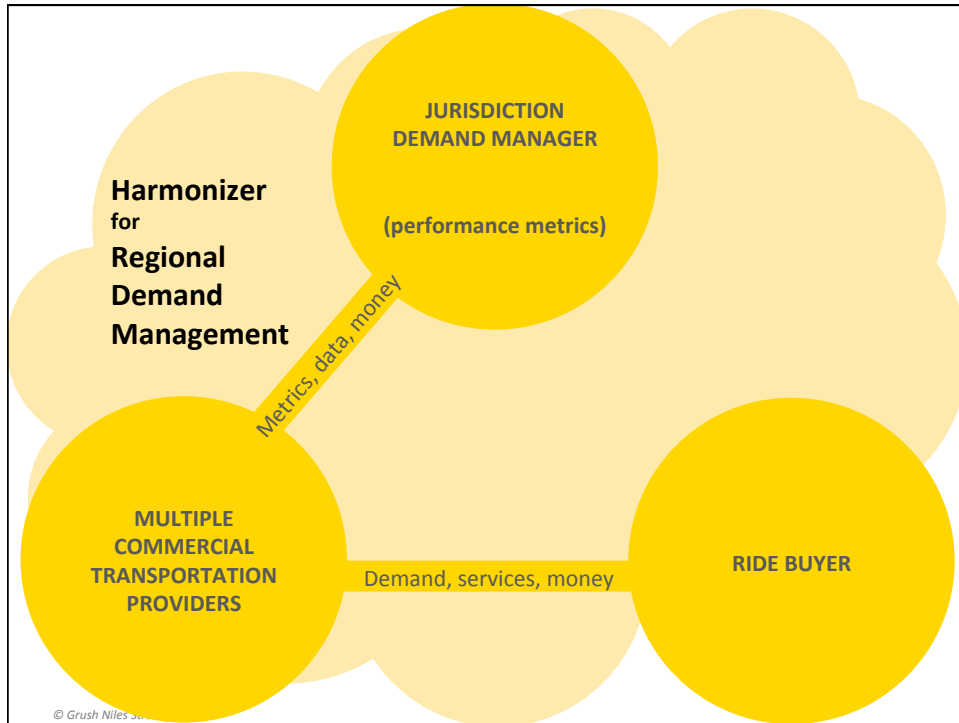 JURISDICTION
DEMAND MANAGER
(performance metrics)
Harmonizer
for
Regional
Demand
Management
Metrics, data, money
MULTIPLE
COMMERCIAL
TRANSPORTATION
PROVIDERS
Demand, services, money
RIDE BUYER
© Grush Niles